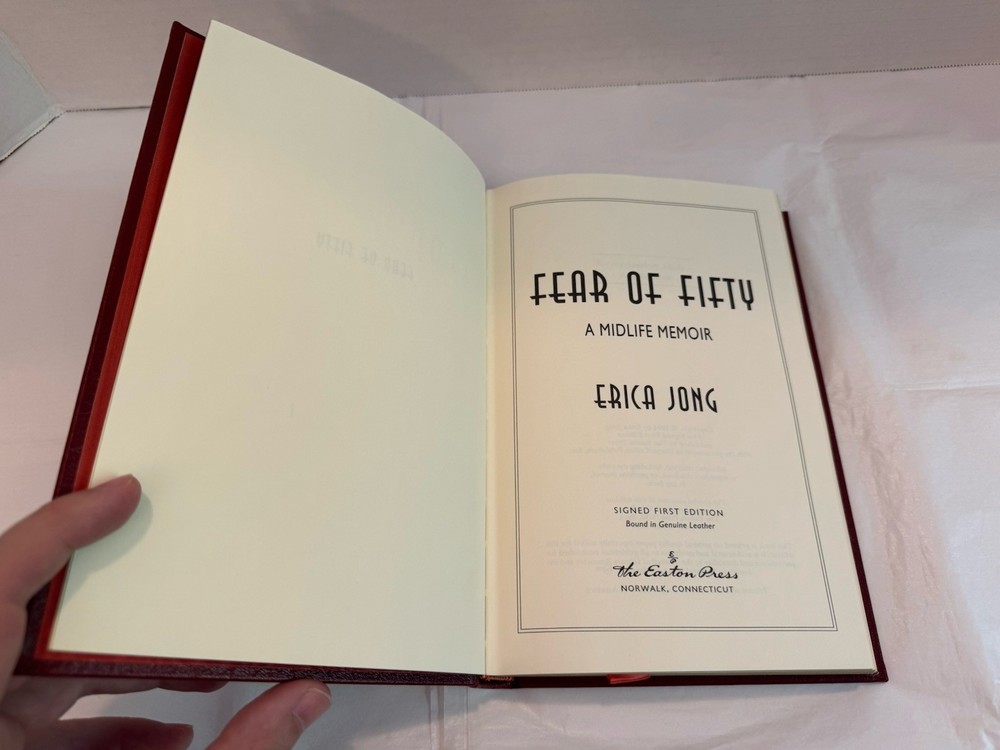 FEAR OF FIFTY
A MIDLIFE MEMOIR
ERICA JONG
SIGNED FIRST EDITION
Bound in Genuine Leather
The Easton Press
NORWALK, CONNECTICUT